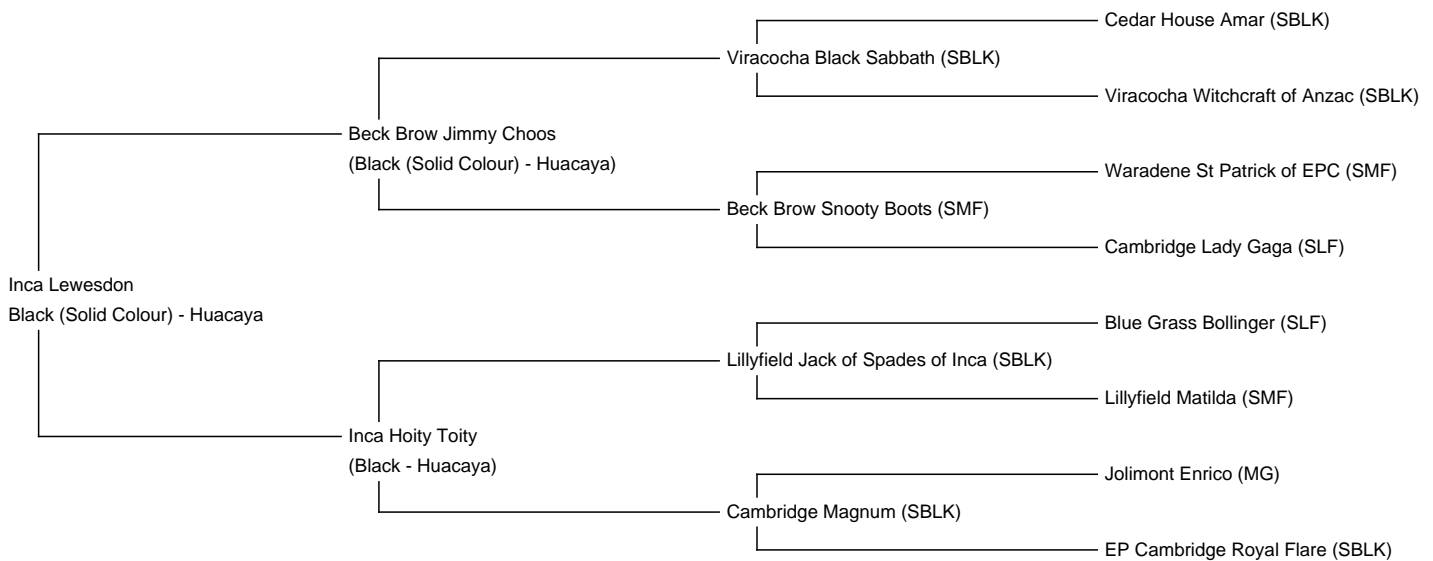 Cedar House Amar (SBLK)
Viracocha Black Sabbath (SBLK)
Viracocha Witchcraft of Anzac (SBLK)
Beck Brow Jimmy Choos
(Black (Solid Colour) - Huacaya)
Waradene St Patrick of EPC (SMF)
Beck Brow Snooty Boots (SMF)
Cambridge Lady Gaga (SLF)
Inca Lewesdon
Black (Solid Colour) - Huacaya
Blue Grass Bollinger (SLF)
Lillyfield Jack of Spades of Inca (SBLK)
Lillyfield Matilda (SMF)
Inca Hoity Toity
(Black - Huacaya)
Jolimont Enrico (MG)
Cambridge Magnum (SBLK)
EP Cambridge Royal Flare (SBLK)